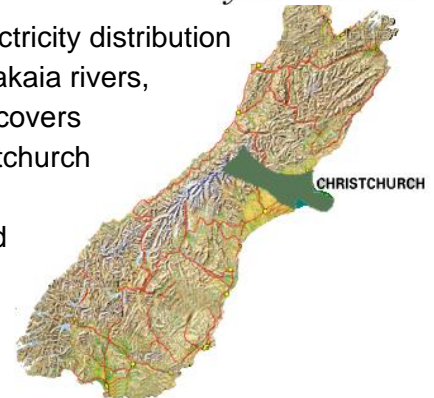 ctricity distribution
akaia rivers,
covers
tchurch
CHRISTCHURCH
d